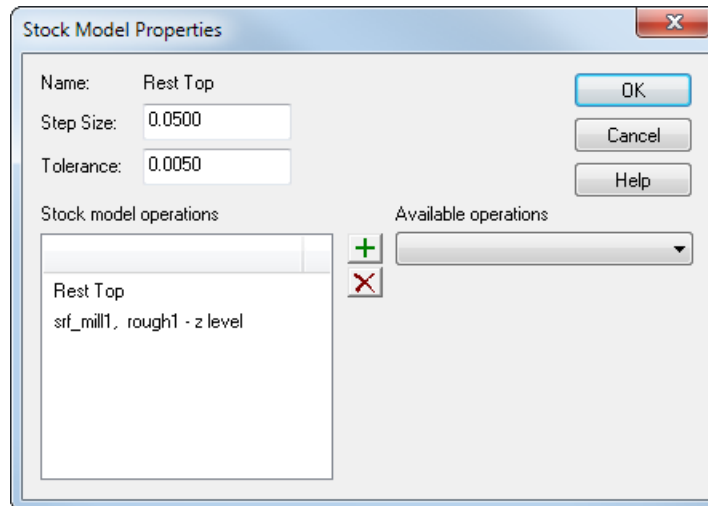 Stock Model Properties
Name: Rest Top
OK
Step Size: 0.0500
Cancel
Tolerance: 0.0050
Help
Stock model operations
Available operations
Rest Top
srf_mill1, rough1 - z level